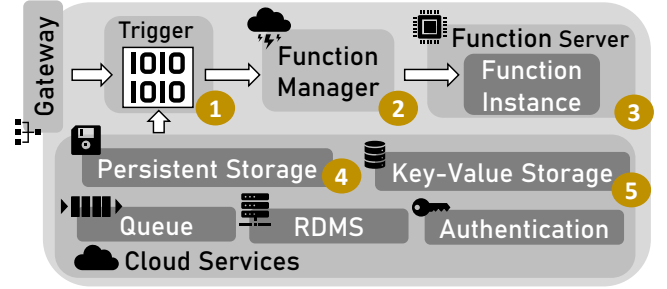 Gateway
Trigger
1010
1010
1
Function
Manager
2
Function Server
Function
Instance
3
Persistent Storage
4
Key-Value Storage
5
Queue
RDMS
Authentication
Cloud Services